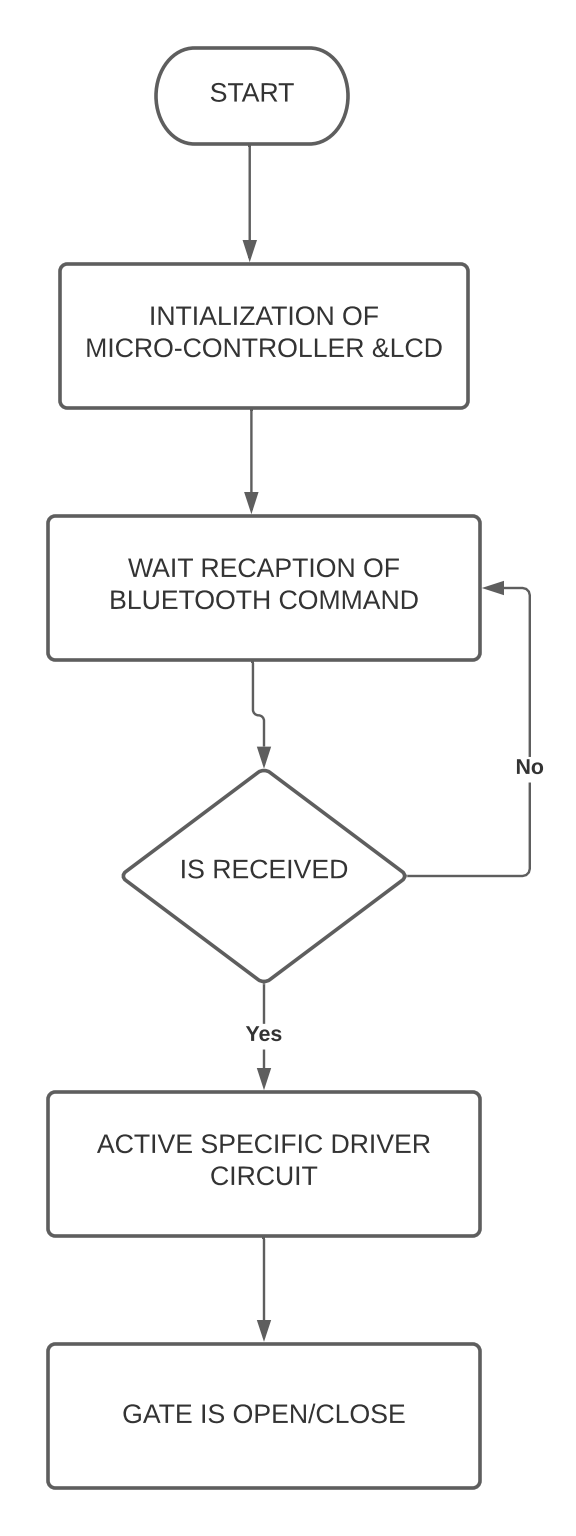 START
INTIALIZATION OF
MICRO-CONTROLLER &LCD
WAIT RECAPTION OF
BLUETOOTH COMMAND
No
IS RECEIVED
Yes
ACTIVE SPECIFIC DRIVER
CIRCUIT
GATE IS OPEN/CLOSE